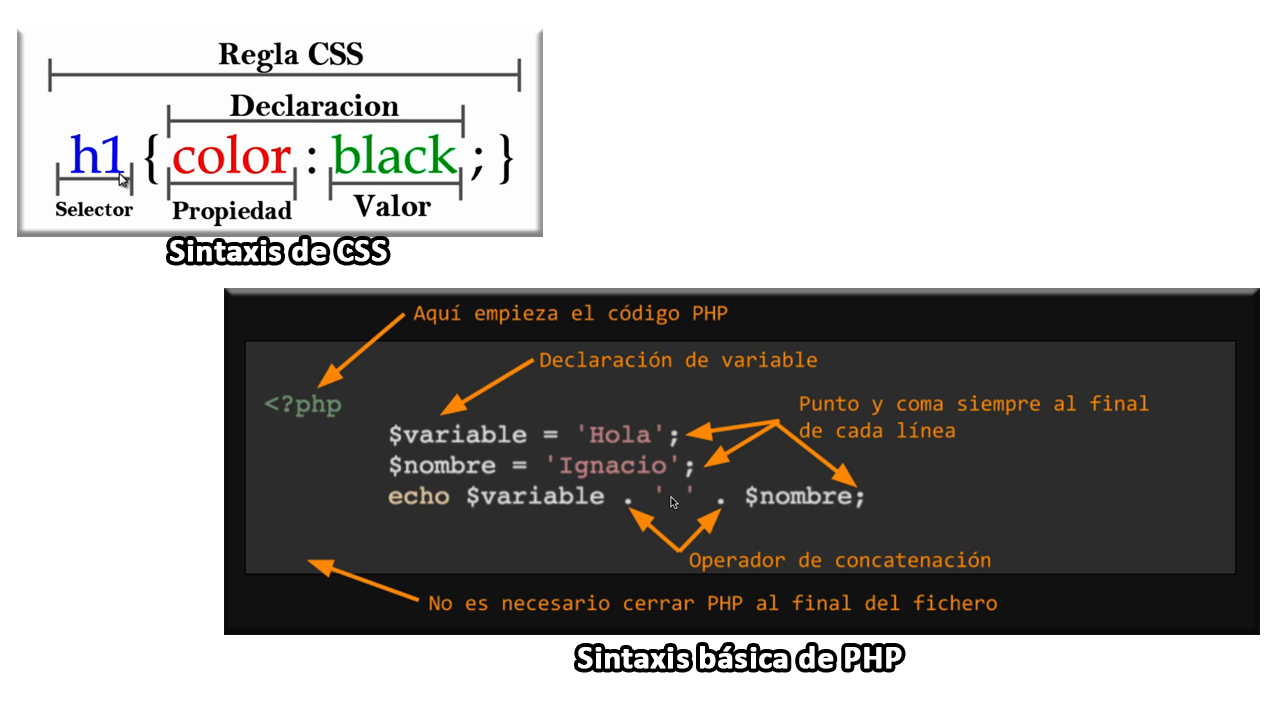 Regla CSS
Declaracion
h1 { color : black ; }
Selector Propiedad Valor
Sintaxis de CSS
Aquí empieza el código PHP
Declaración de variable
<?php
Punto y coma siempre al final
de cada línea
$variable = 'Hola';
$nombre = 'Ignacio';
echo $variable . ' ' . $nombre;
Operador de concatenación
No es necesario cerrar PHP al final del fichero
Sintaxis básica de PHP